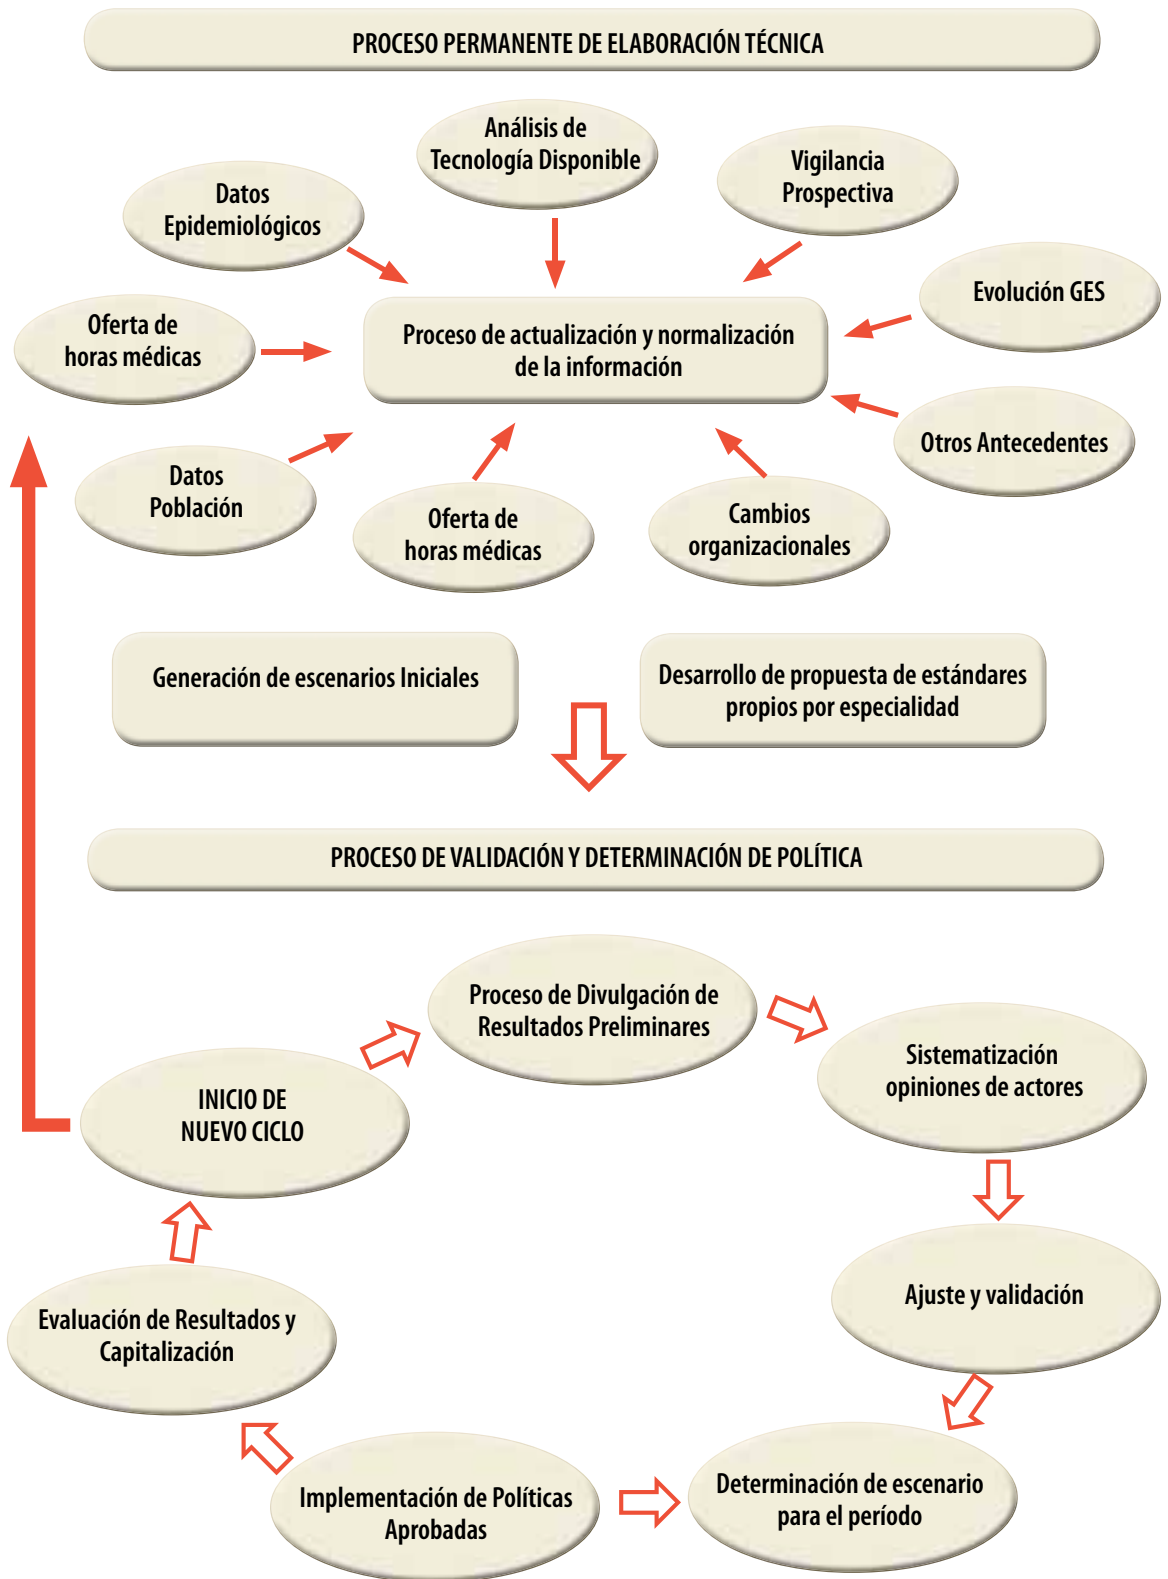 PROCESO PERMANENTE DE ELABORACIÓN TÉCNICA
Análisis de
Tecnología Disponible
Vigilancia
Prospectiva
Datos
Epidemiológicos
Evolución GES
Oferta de
horas médicas
Proceso de actualización y normalización
de la información
Otros Antecedentes
Datos
Población
Oferta de
horas médicas
Cambios
organizacionales
Generación de escenarios Iniciales
Desarrollo de propuesta de estándares
propios por especialidad
PROCESO DE VALIDACIÓN Y DETERMINACIÓN DE POLÍTICA
Proceso de Divulgación de
Resultados Preliminares
Sistematización
opiniones de actores
INICIO DE
NUEVO CICLO
Ajuste y validación
Evaluación de Resultados y
Capitalización
Determinación de escenario
para el período
Implementación de Políticas
Aprobadas